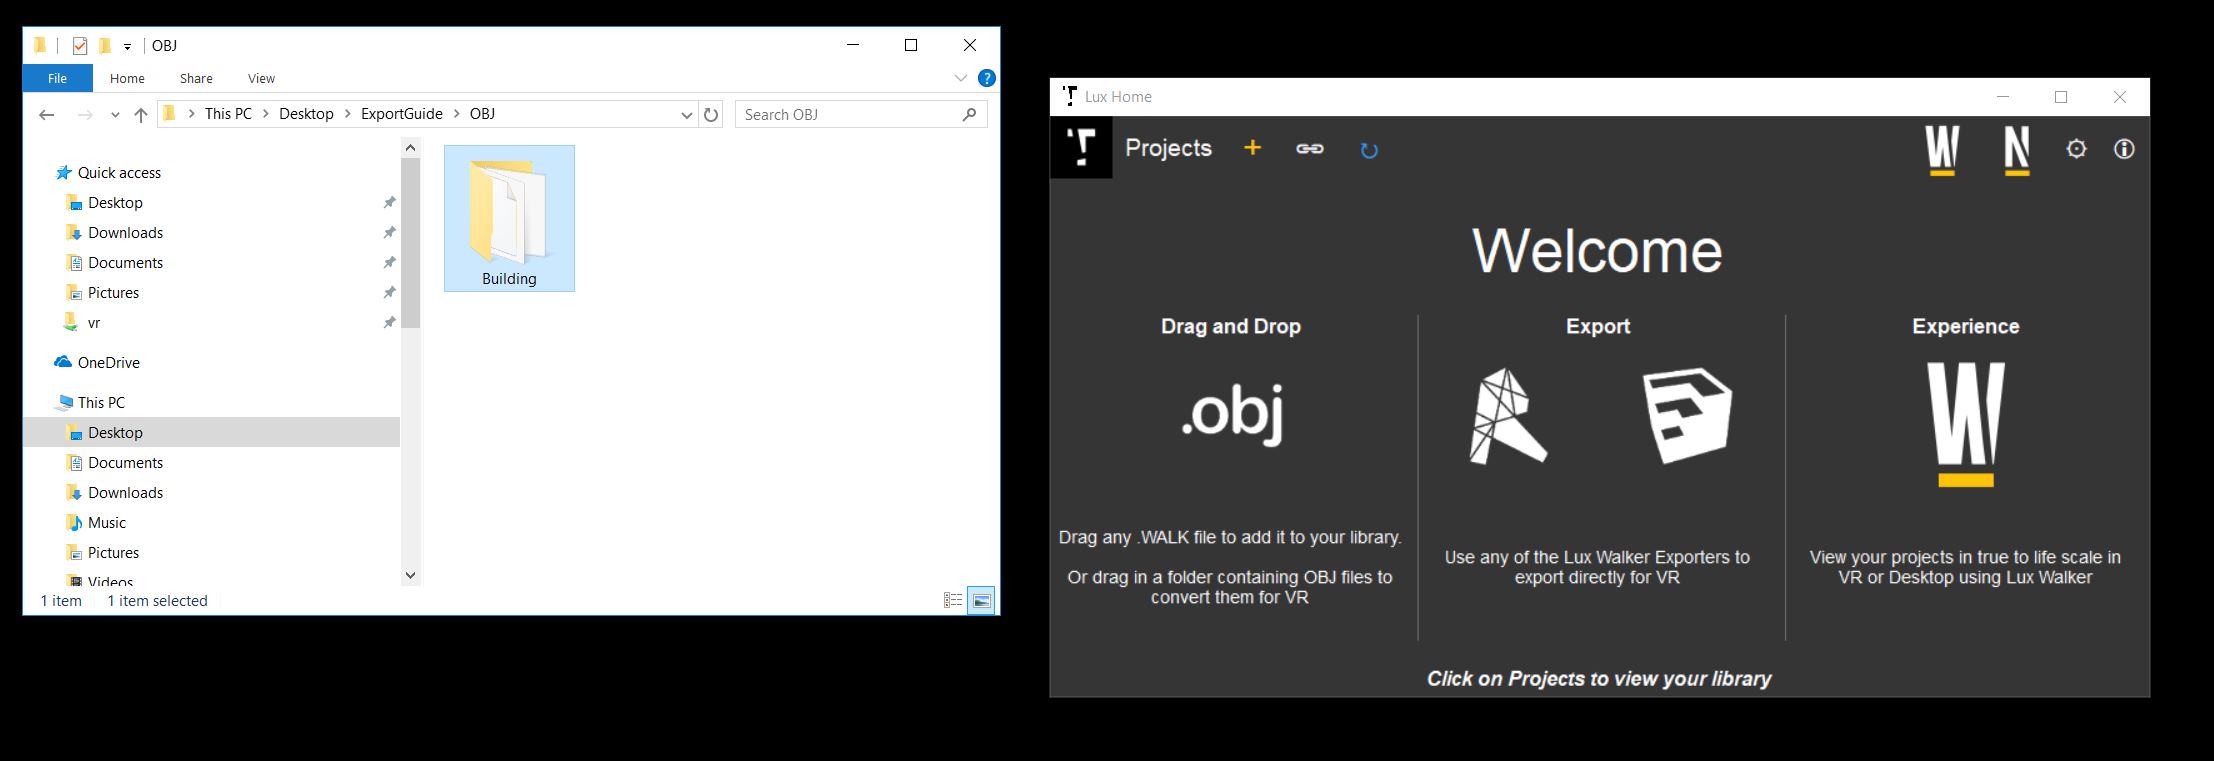 OBJ
File Home Share View
This PC Desktop ExportGuide OBJ
Search OBJ
Quick access
Desktop
Downloads
Documents
Pictures
vr
OneDrive
This PC
Desktop
Documents
Downloads
Music
Pictures
Videos
Building
1 item 1 item selected
Lux Home
Projects
W N
Welcome
Drag and Drop
.obj
Drag any .WALK file to add it to your library.
Or drag in a folder containing OBJ files to
convert them for VR
Export
Use any of the Lux Walker Exporters to
export directly for VR
Experience
W
View your projects in true to life scale in
VR or Desktop using Lux Walker
Click on Projects to view your library